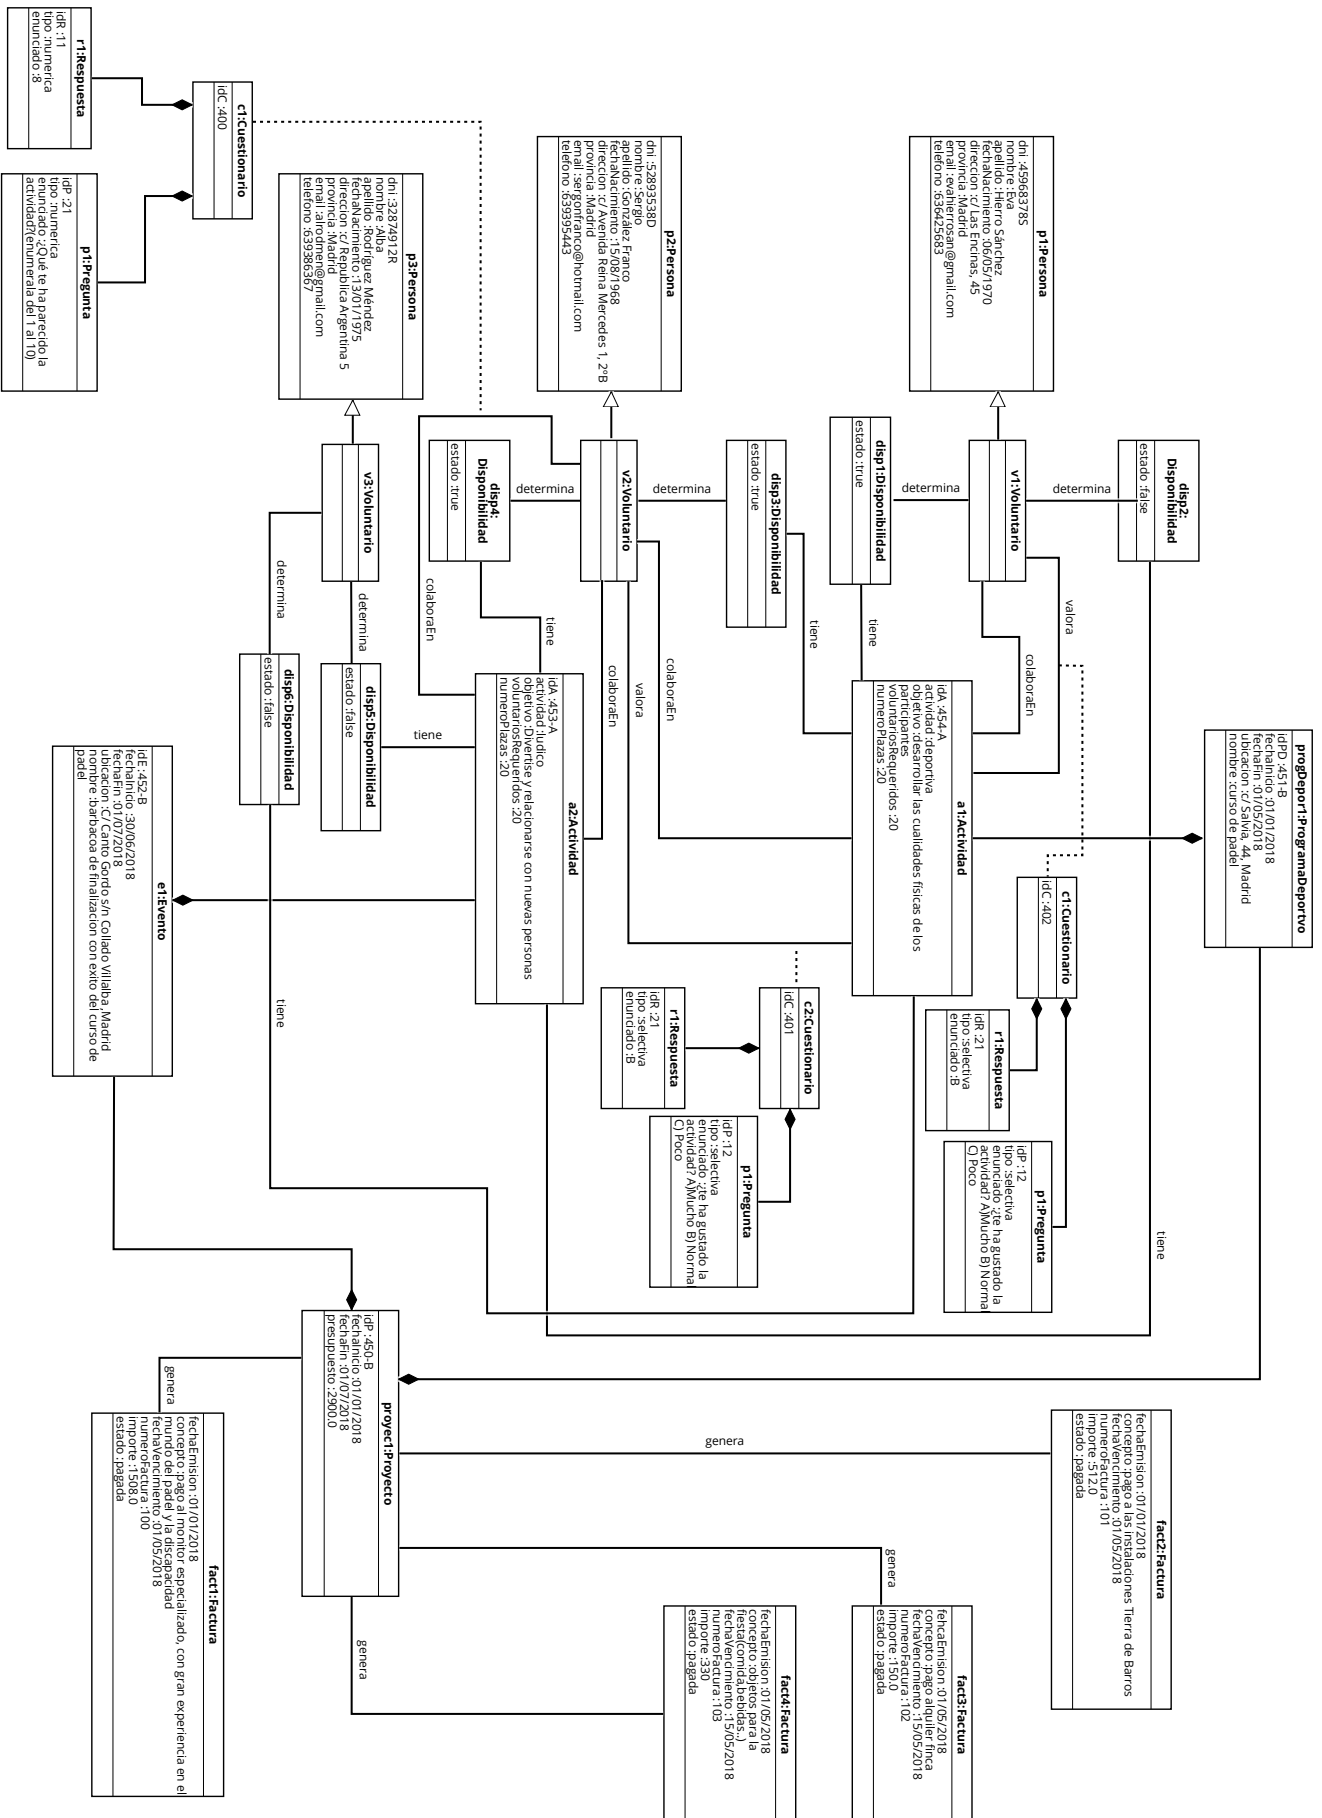 progDepor1:ProgramaDeportvo
idPD :451-B
fechaInicio :01/01/2018
fechaFin :01/05/2018
ubicacion :c/ Salvia, 44, Madrid
nombre :curso de padel
disp2:
Disponibilidad
estado :false
determina
tiene
p1:Persona
dni :45968378S
nombre :Eva
apellido :Hierro Sánchez
fechaNacimiento :06/05/1970
direccion :c/ Las Encinas, 45
provincia :Madrid
email :evahierrosan@gmail.com
telefono :636425683
v1:Voluntario
valora
colaboraEn
determina
disp1:Disponibilidad
estado :true
tiene
a1:Actividad
idA :454-A
actividad :deportiva
objetivo :desarrollar las cualidades físicas de los
participantes
voluntariosRequeridos :20
numeroPlazas :20
c1:Cuestionario
idC :402
r1:Respuesta
idR :21
tipo :selectiva
enunciado :B
p1:Pregunta
idP :12
tipo :selectiva
enunciado :¿te ha gustado la
actividad? A)Mucho B) Normal
C) Poco
disp3:Disponibilidad
estado :true
tiene
determina
p2:Persona
dni :52893538D
nombre :Sergio
apellido :González Franco
fechaNacimiento :15/08/1968
direccion :c/ Avenida Reina Mercedes 1, 2ºB
provincia :Madrid
email :sergonfranco@hotmail.com
telefono :639395443
v2:Voluntario
colaboraEn
valora
colaboraEn
determina
disp4:
Disponibilidad
estado :true
tiene
colaboraEn
c2:Cuestionario
idC :401
r1:Respuesta
idR :21
tipo :selectiva
enunciado :B
p1:Pregunta
idP :12
tipo :selectiva
enunciado :¿te ha gustado la
actividad? A)Mucho B) Normal
C) Poco
a2:Actividad
idA :453-A
actividad :ludico
objetivo :Divertise y relacionarse con nuevas personas
voluntariosRequeridos :20
numeroPlazas :20
p3:Persona
dni :32874912R
nombre :Alba
apellido :Rodríguez Méndez
fechaNacimiento :13/01/1975
direccion :c/ Republica Argentina 5
provincia :Madrid
email :alrodmen@gmail.com
telefono :639386367
v3:Voluntario
determina
determina
disp5:Disponibilidad
estado :false
tiene
disp6:Disponibilidad
estado :false
tiene
c1:Cuestionario
idC :400
r1:Respuesta
idR :11
tipo :numerica
enunciado :8
p1:Pregunta
idP :21
tipo :numerica
enunciado :¿Qué te ha parecido la
actividad?(enumerala del 1 al 10)
e1:Evento
idE :452-B
fechaInicio :30/06/2018
fechaFin :01/07/2018
ubicacion :C/ Canto Gordo s/n Collado Villalba ,Madrid
nombre :barbacoa de finalizacion con exito del curso de
padel
proyec1:Proyecto
idP :450-B
fechaInicio :01/01/2018
fechaFin :01/07/2018
presupuesto :2900.0
genera
genera
genera
genera
fact2:Factura
fechaEmision :01/01/2018
concepto :pago a las instalaciones Tierra de Barros
fechaVencimiento :01/05/2018
numeroFactura :101
importe :512.0
estado :pagada
fact3:Factura
fehcaEmision :01/05/2018
concepto :pago alquiler finca
fechaVencimiento :15/05/2018
numeroFactura :102
importe :150.0
estado :pagada
fact4:Factura
fechaEmision :01/05/2018
concepto :objetos para la
fiesta(comida,bebidas..)
fechaVencimiento :15/05/2018
numeroFactura :103
importe :330
estado :pagada
fact1:Factura
fechaEmision :01/01/2018
concepto :pago al monitor especializado, con gran experiencia en el
mundo del padel y la discapacidad
fechaVencimiento :01/05/2018
numeroFactura :100
importe :1508.0
estado :pagada